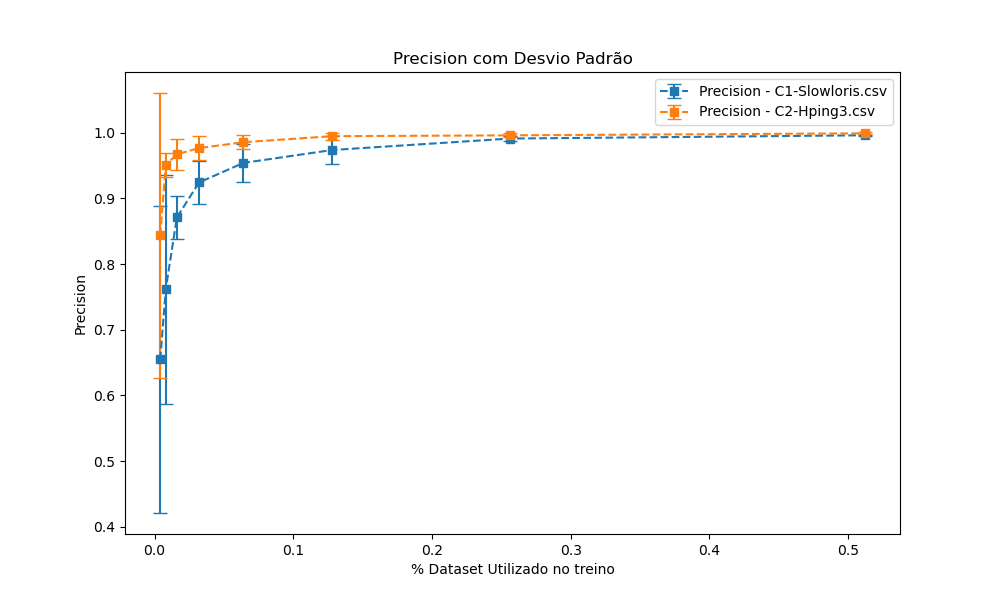 Precision com Desvio Padrão
Precision - C1-Slowloris.csv
Precision - C2-Hping3.csv
1.0
0.9
0.8
0.7
0.6
0.5
0.4
Precision
0.0 0.1 0.2 0.3 0.4 0.5
% Dataset Utilizado no treino